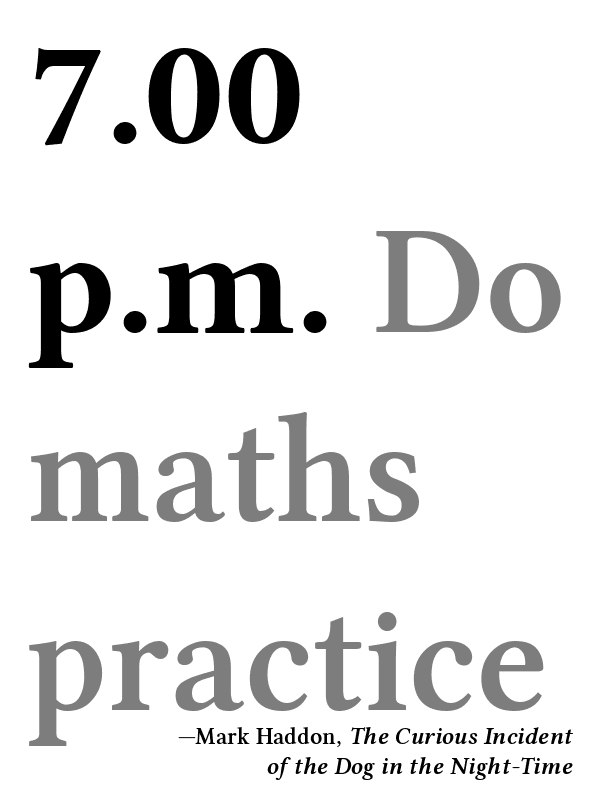 7.00
p.m. Do
maths
practice
—Mark Haddon, The Curious Incident
of the Dog in the Night-Time